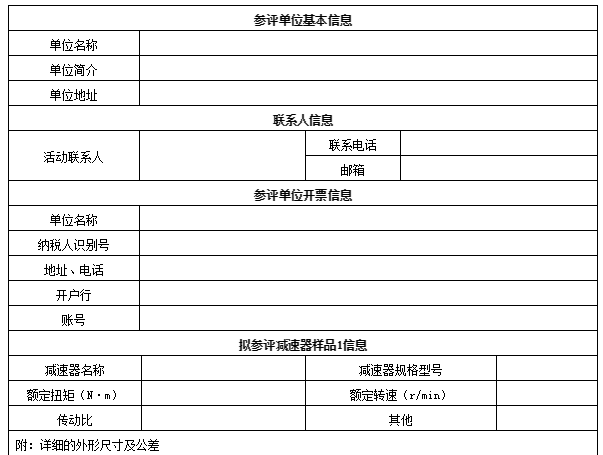 参评单位基本信息
单位名称
单位简介
单位地址
联系人信息
活动联系人
联系电话
邮箱
参评单位开票信息
单位名称
纳税人识别号
地址、电话
开户行
账号
拟参评减速器样品1信息
减速器名称 减速器规格型号
额定扭矩（N·m） 额定转速（r/min）
传动比 其他
附：详细的外形尺寸及公差